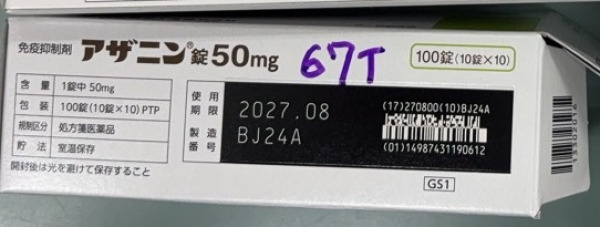 免疫抑制剤 アザニン®錠50mg 67T 100錠(10錠×10)
含量 1錠中 50mg
包装 100錠(10錠×10)PTP
規制区分 処方箋医薬品
貯法 室温保存
開封後は光を避けて保存すること
使用期限 2027.08
製造番号 BJ24A
(17)270800(10)BJ24A
(01)14987431190612
GS1
13302016